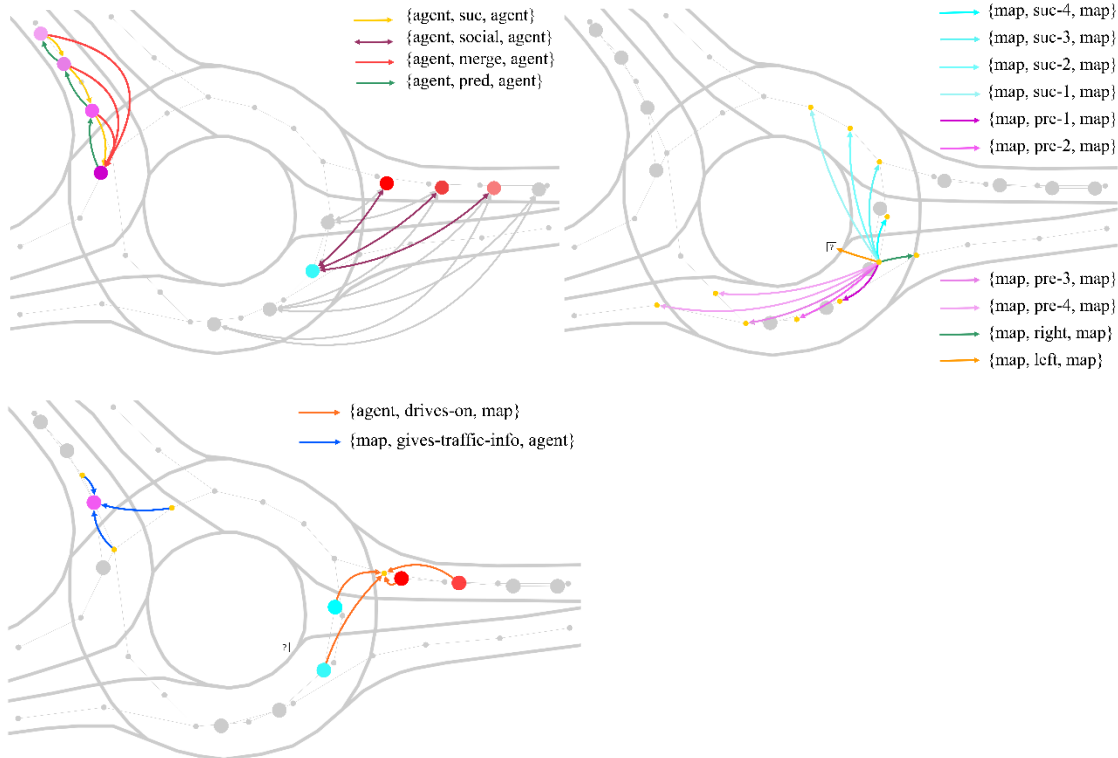 {agent, suc, agent}
{agent, social, agent}
{agent, merge, agent}
{agent, pred, agent}
{map, suc-4, map}
{map, suc-3, map}
{map, suc-2, map}
{map, suc-1, map}
{map, pre-1, map}
{map, pre-2, map}
{map, pre-3, map}
{map, pre-4, map}
{map, right, map}
{map, left, map}
{agent, drives-on, map}
{map, gives-traffic-info, agent}
?